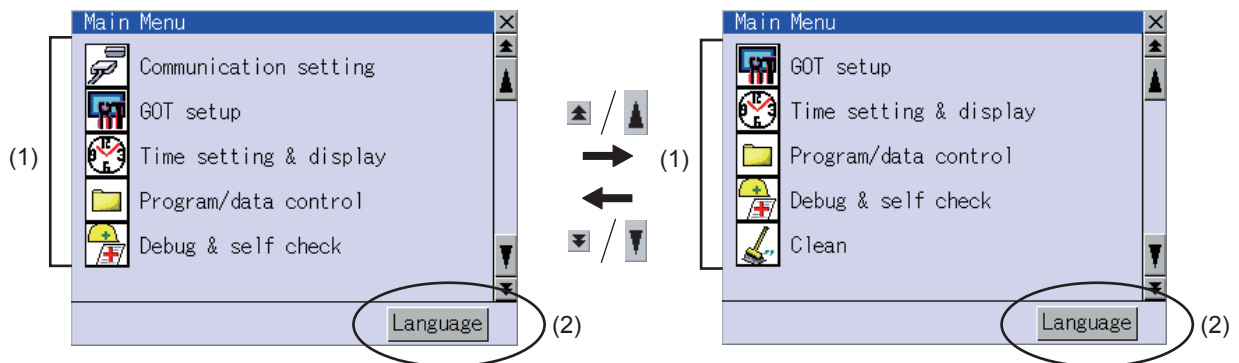 Main Menu
Communication setting
GOT setup
Time setting & display
Program/data control
Debug & self check
Language
(1)
(2)
/
/
Main Menu
GOT setup
Time setting & display
Program/data control
Debug & self check
Clean
Language
(1)
(2)